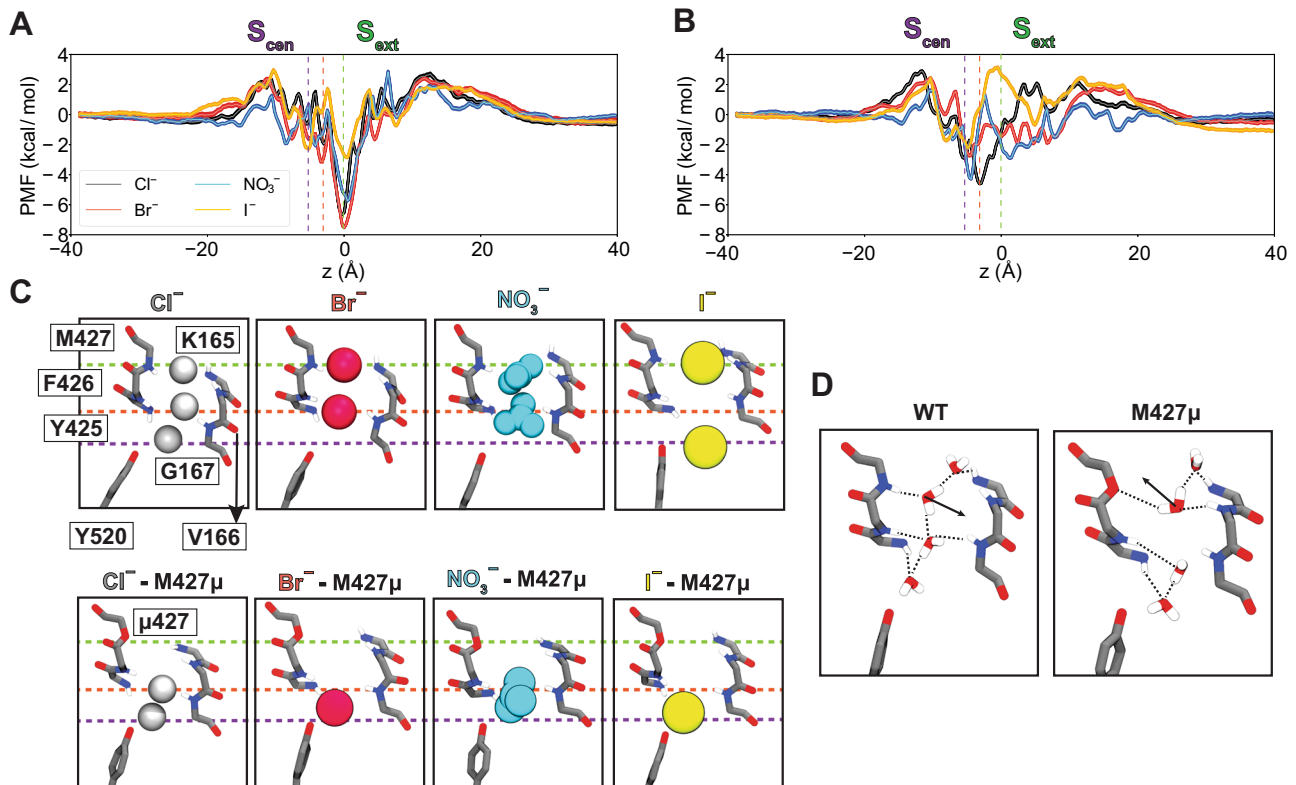 A
S_cen
S_ext
PMF (kcal/ mol)
4
2
0
−2
−4
−6
−8
Cl⁻
NO₃⁻
Br⁻
I⁻
−40
−20
0
20
40
z (Å)
B
S_cen
S_ext
PMF (kcal/ mol)
4
2
0
−2
−4
−6
−8
−40
−20
0
20
40
z (Å)
C
Cl⁻
Br⁻
NO₃⁻
I⁻
M427
K165
F426
Y425
G167
Y520
V166
Cl⁻ - M427μ
Br⁻ - M427μ
NO₃⁻ - M427μ
I⁻ - M427μ
μ427
D
WT
M427μ